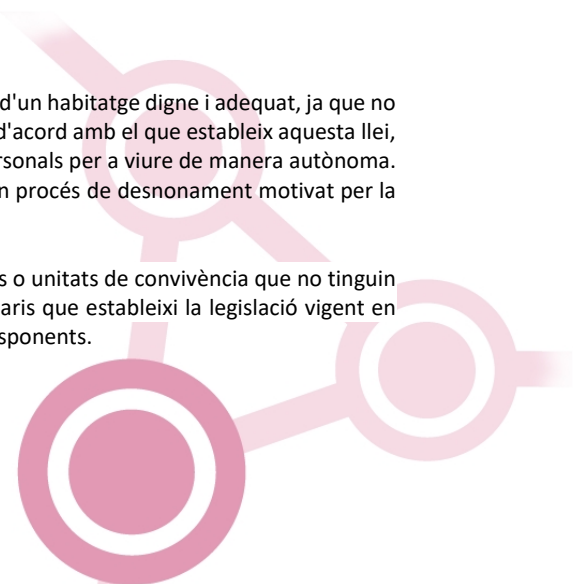 d'un habitatge digne i adequat, ja que no
d'acord amb el que estableix aquesta llei,
rsonals per a viure de manera autònoma.
n procés de desnonament motivat per la
s o unitats de convivència que no tinguin
aris que estableixi la legislació vigent en
sponents.